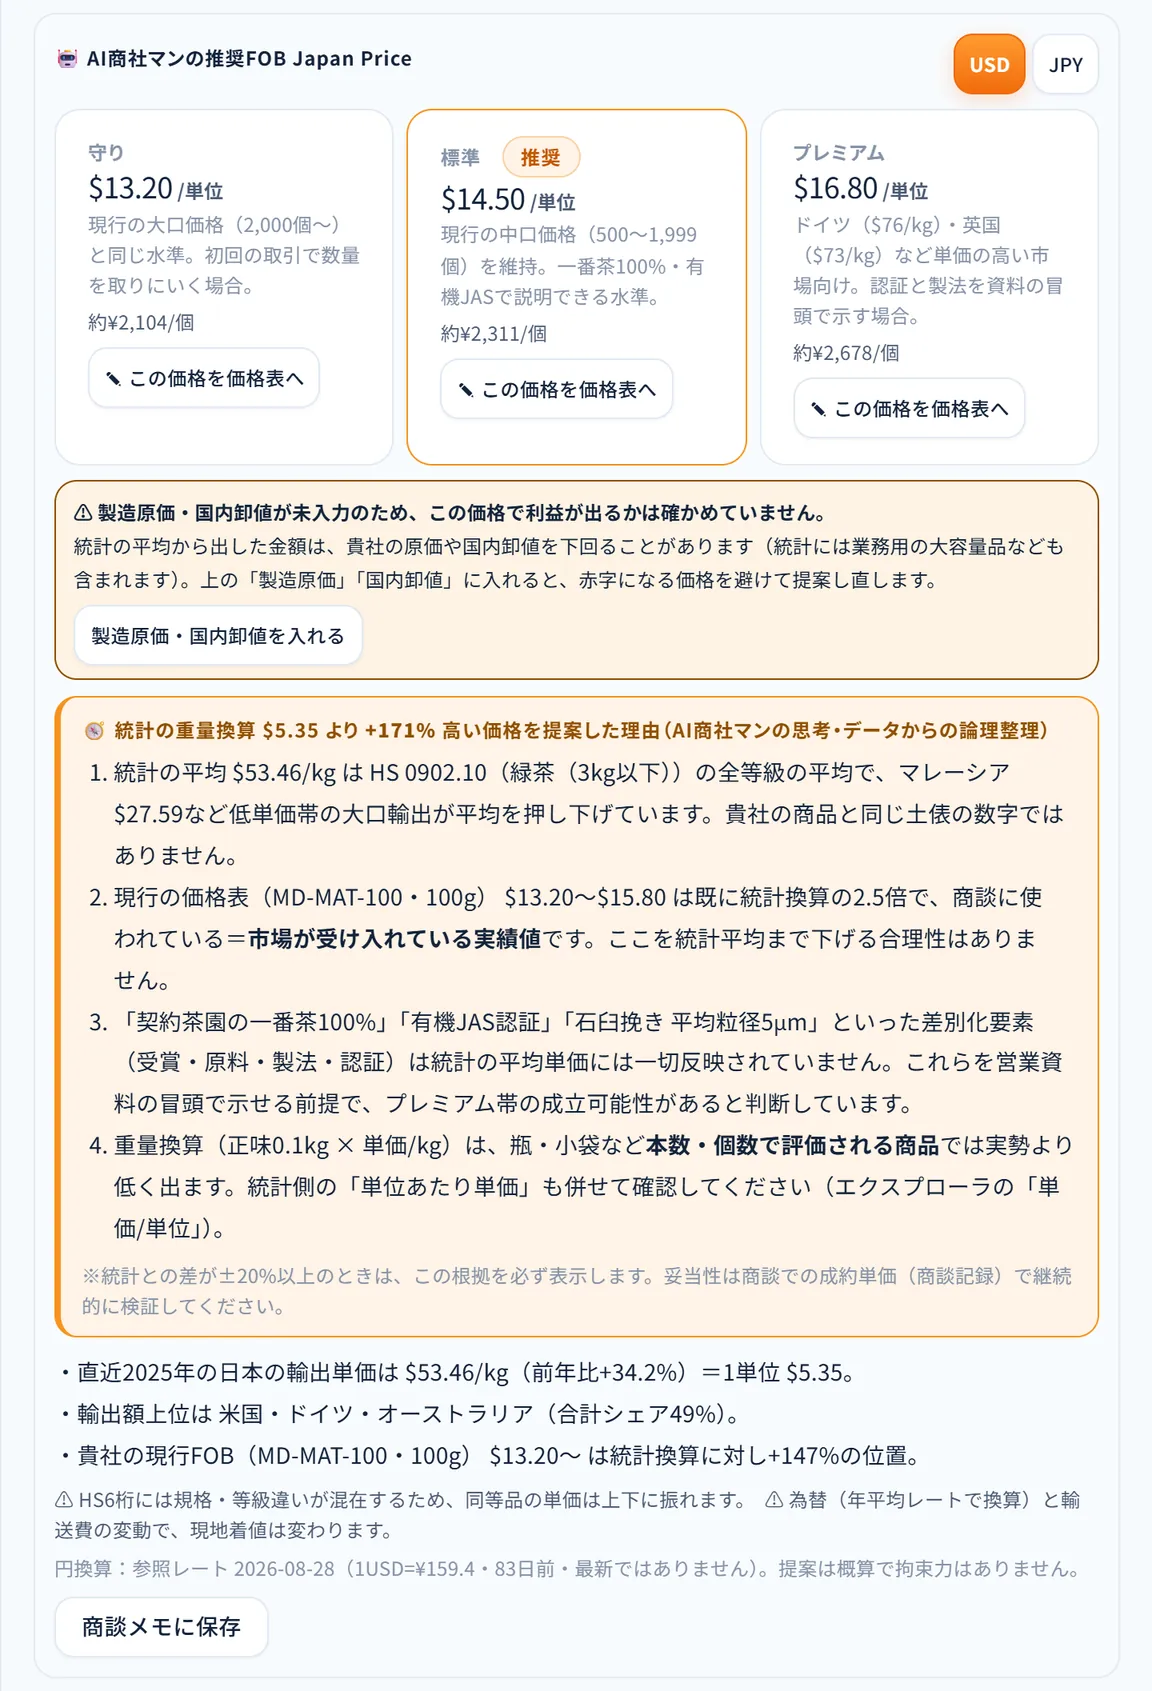 AI商社マンの推奨FOB Japan Price
USD
JPY
守り
$13.20 /単位
現行の大口価格（2,000個〜）
と同じ水準。初回の取引で数量
を取りにいく場合。
約¥2,104/個
この価格を価格表へ
標準
推奨
$14.50 /単位
現行の中口価格（500〜1,999
個）を維持。一番茶100%・有
機JASで説明できる水準。
約¥2,311/個
この価格を価格表へ
プレミアム
$16.80 /単位
ドイツ（$76/kg）・英国
（$73/kg）など単価の高い市
場向け。認証と製法を資料の冒
頭で示す場合。
約¥2,678/個
この価格を価格表へ
⚠ 製造原価・国内卸値が未入力のため、この価格で利益が出るかは確かめていません。
統計の平均から出した金額は、貴社の原価や国内卸値を下回ることがあります（統計には業務用の大容量品なども
含まれます）。上の「製造原価」「国内卸値」に入れると、赤字になる価格を避けて提案し直します。
製造原価・国内卸値を入れる
統計の重量換算 $5.35 より +171% 高い価格を提案した理由（AI商社マンの思考・データからの論理整理）
1. 統計の平均 $53.46/kg は HS 0902.10（緑茶（3kg以下））の全等級の平均で、マレーシア
$27.59など低単価帯の大口輸出が平均を押し下げています。貴社の商品と同じ土俵の数字では
ありません。
2. 現行の価格表（MD-MAT-100・100g） $13.20〜$15.80 は既に統計換算の2.5倍で、商談に使
われている＝市場が受け入れている実績値です。ここを統計平均まで下げる合理性はありま
せん。
3. 「契約茶園の一番茶100%」「有機JAS認証」「石臼挽き 平均粒径5μm」といった差別化要素
（受賞・原料・製法・認証）は統計の平均単価には一切反映されていません。これらを営業資
料の冒頭で示せる前提で、プレミアム帯の成立可能性があると判断しています。
4. 重量換算（正味0.1kg × 単価/kg）は、瓶・小袋など本数・個数で評価される商品では実勢より
低く出ます。統計側の「単位あたり単価」も併せて確認してください（エクスプローラの「単
価/単位」）。
※統計との差が±20%以上のときは、この根拠を必ず表示します。妥当性は商談での成約単価（商談記録）で継続
的に検証してください。
・直近2025年の日本の輸出単価は $53.46/kg（前年比+34.2%）＝1単位 $5.35。
・輸出額上位は 米国・ドイツ・オーストラリア（合計シェア49%）。
・貴社の現行FOB（MD-MAT-100・100g） $13.20〜 は統計換算に対し+147%の位置。
⚠ HS6桁には規格・等級違いが混在するため、同等品の単価は上下に振れます。 ⚠ 為替（年平均レートで換算）と輸
送費の変動で、現地着値は変わります。
円換算：参照レート 2026-08-28（1USD=¥159.4・83日前・最新ではありません）。提案は概算で拘束力はありません。
商談メモに保存